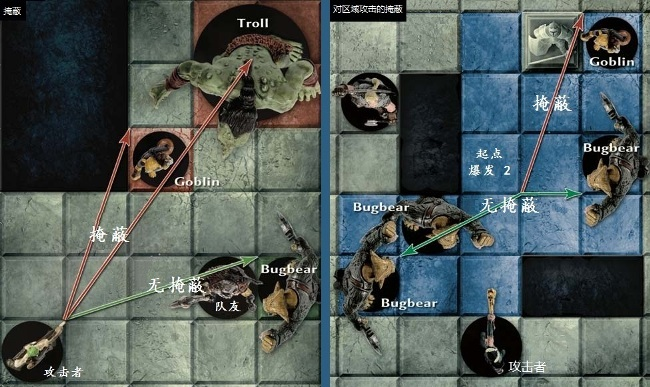 掩蔽
Troll
Goblin
掩蔽
无掩蔽
Bugbear
队友
攻击者
对区域攻击的掩蔽
Goblin
掩蔽
Bugbear
起点
爆发 2
无掩蔽
Bugbear
Bugbear
攻击者